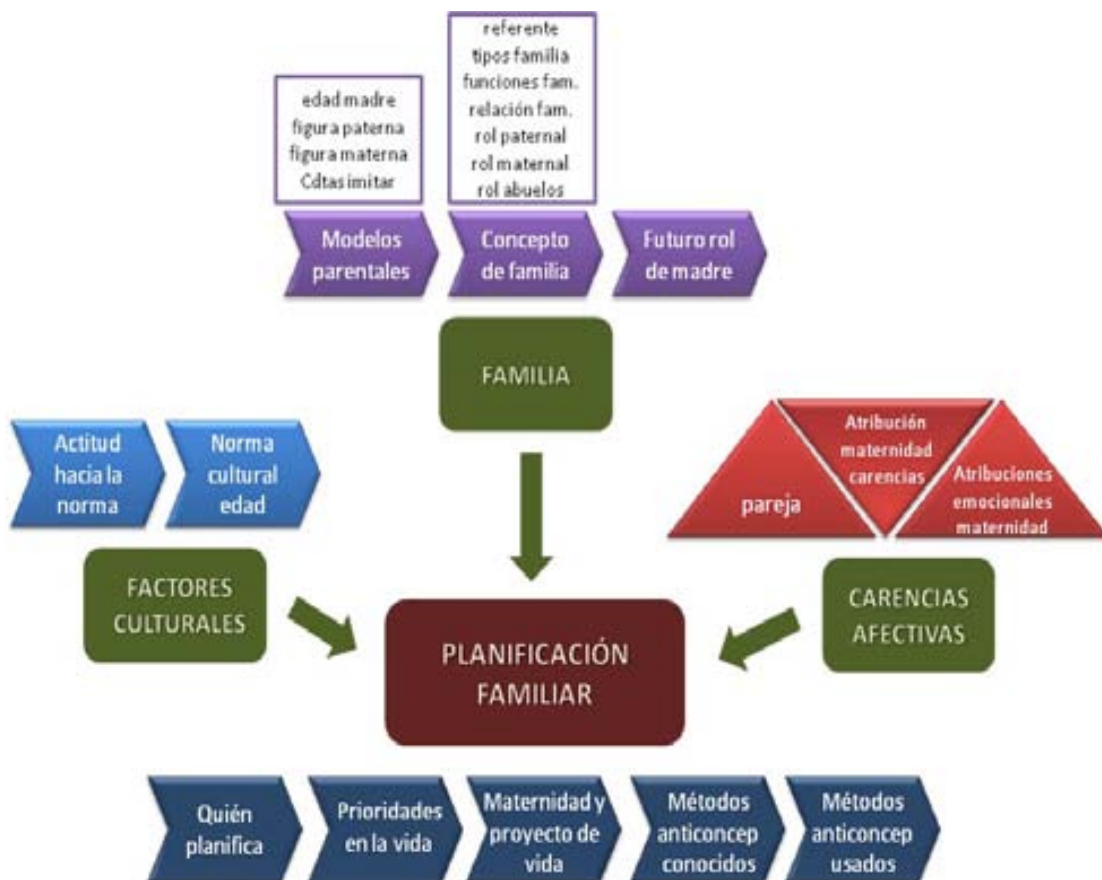 referente
tipos familia
funciones fam.
relación fam.
rol paternal
rol maternal
rol abuelos
edad madre
figura paterna
figura materna
Cdtas imitar
Modelos
parentales
Concepto
de familia
Futuro rol
de madre
FAMILIA
Actitud
hacia la
norma
Norma
cultural
edad
pareja
Atribución
maternidad
carencias
Atribuciones
emocionales
maternidad
FACTORES
CULTURALES
CARENCIAS
AFECTIVAS
PLANIFICACIÓN
FAMILIAR
Quién
planifica
Prioridades
en la vida
Maternidad y
proyecto de
vida
Métodos
anticoncep
conocidos
Métodos
anticoncep
usados